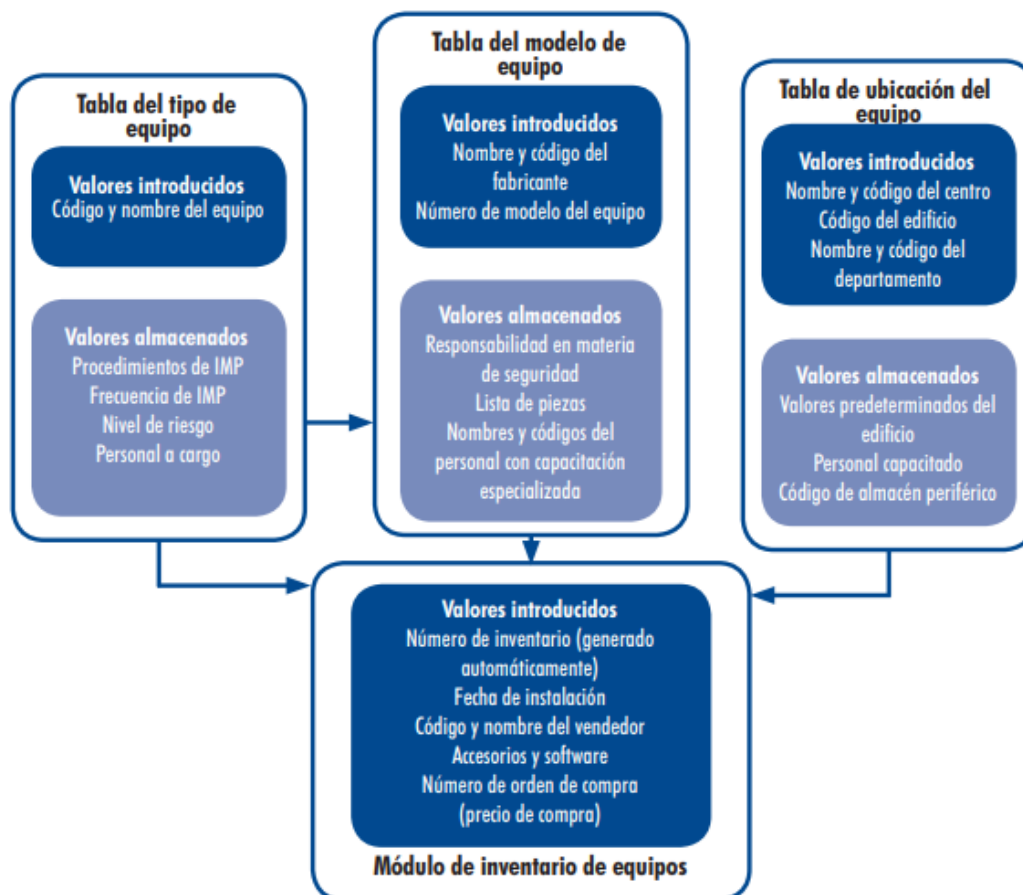 Tabla del tipo de
equipo
Valores introducidos
Código y nombre del equipo
Valores almacenados
Procedimientos de IMP
Frecuencia de IMP
Nivel de riesgo
Personal a cargo
Tabla del modelo de
equipo
Valores introducidos
Nombre y código del
fabricante
Número de modelo del equipo
Valores almacenados
Responsabilidad en materia
de seguridad
Lista de piezas
Nombres y códigos del
personal con capacitación
especializada
Tabla de ubicación del
equipo
Valores introducidos
Nombre y código del centro
Código del edificio
Nombre y código del
departamento
Valores almacenados
Valores predeterminados del
edificio
Personal capacitado
Código de almacén periférico
Valores introducidos
Número de inventario (generado
automáticamente)
Fecha de instalación
Código y nombre del vendedor
Accesorios y software
Número de orden de compra
(precio de compra)
Módulo de inventario de equipos